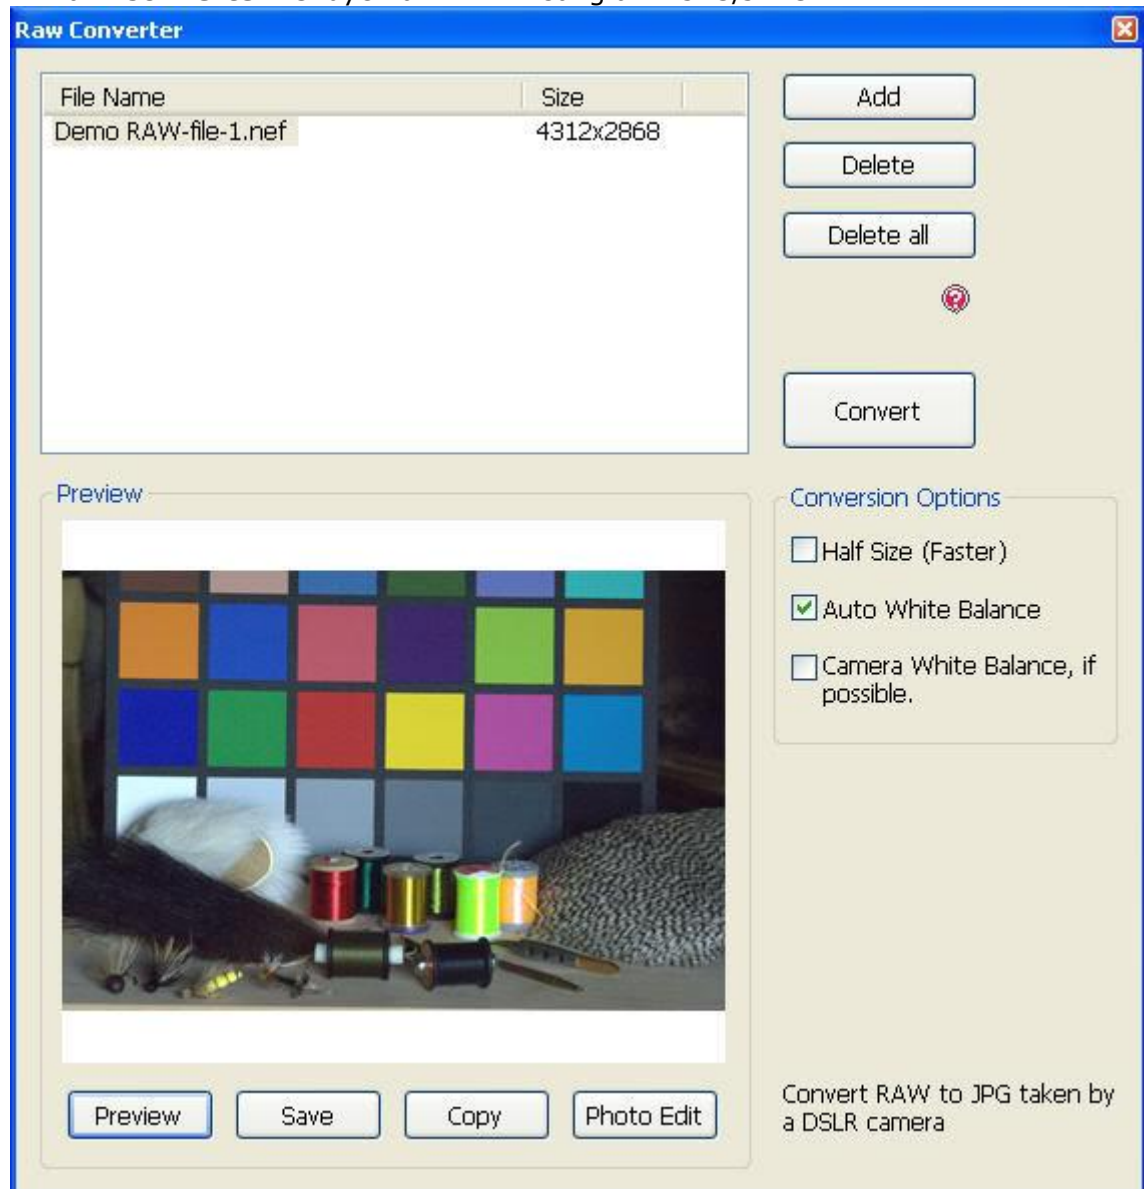 Raw Converter
File Name Size
Demo RAW-file-1.nef 4312x2868
Add
Delete
Delete all
Convert
Preview
Conversion Options
Half Size (Faster)
Auto White Balance
Camera White Balance, if
possible.
Convert RAW to JPG taken by
a DSLR camera
Preview Save Copy Photo Edit